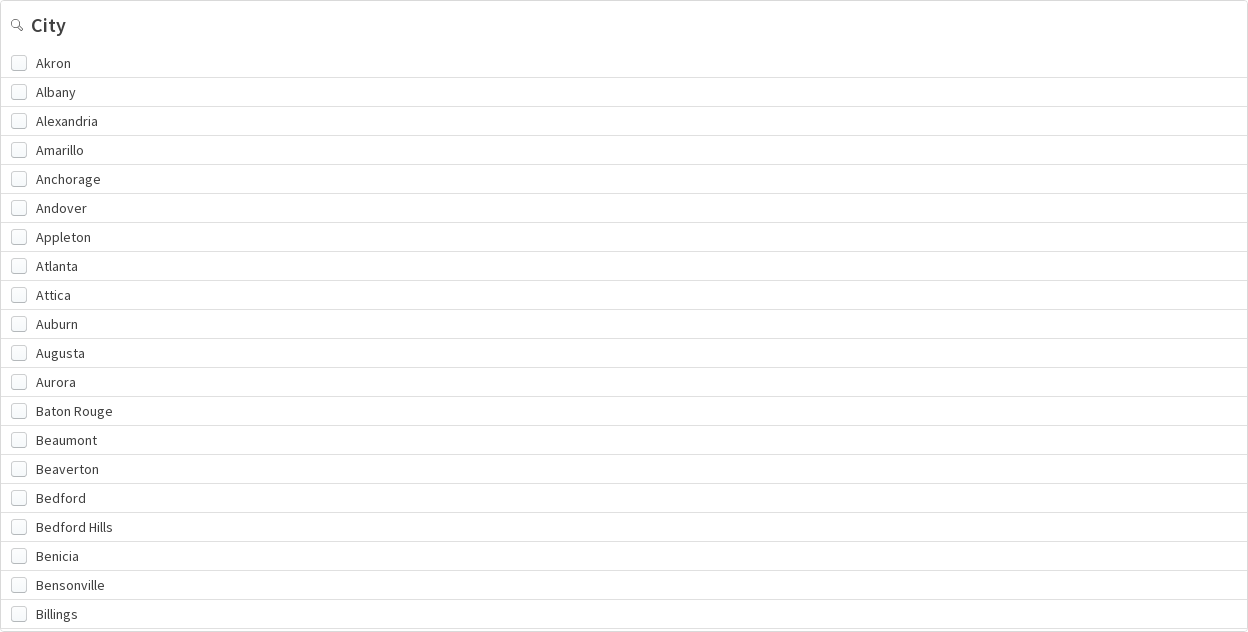 City
Akron
Albany
Alexandria
Amarillo
Anchorage
Andover
Appleton
Atlanta
Attica
Auburn
Augusta
Aurora
Baton Rouge
Beaumont
Beaverton
Bedford
Bedford Hills
Benicia
Bensonville
Billings